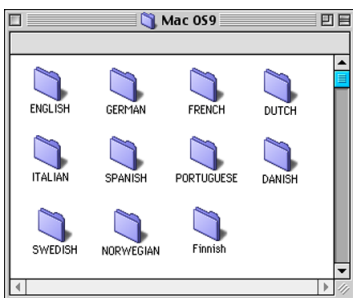 Mac OS9
ENGLISH GERMAN FRENCH DUTCH
ITALIAN SPANISH PORTUGUESE DANISH
SWEDISH NORWEGIAN Finnish